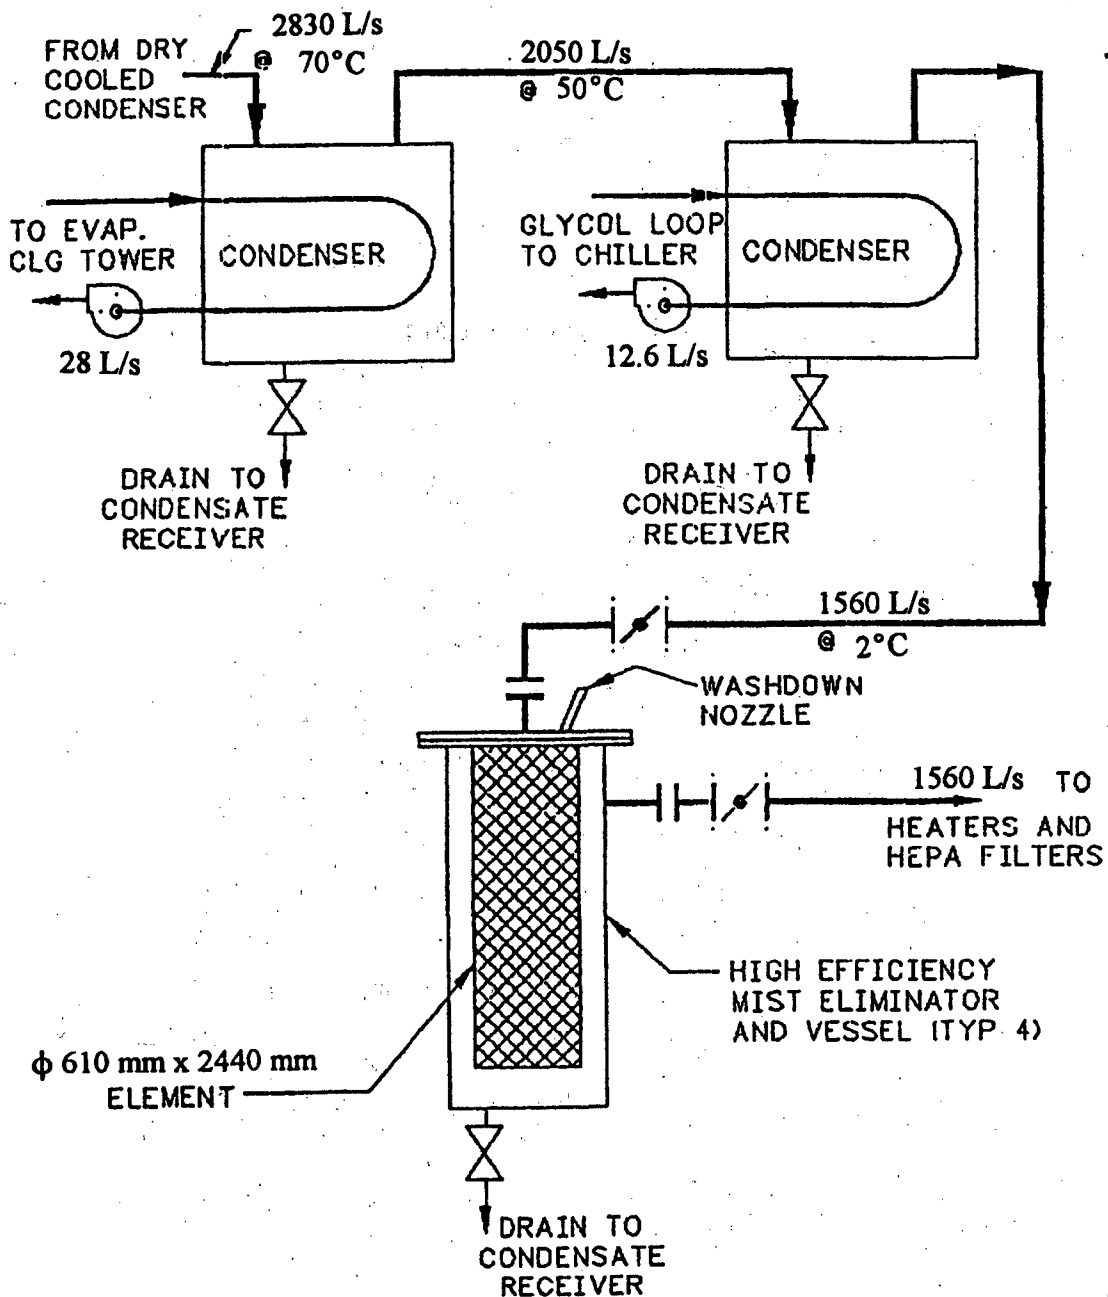 FROM DRY
COOLED
CONDENSER
2830 L/s
@ 70°C
2050 L/s
@ 50°C
TO EVAP.
CLG TOWER
CONDENSER
28 L/s
GLYCOL LOOP
TO CHILLER
CONDENSER
12.6 L/s
DRAIN TO
CONDENSATE
RECEIVER
DRAIN TO
CONDENSATE
RECEIVER
1560 L/s
@ 2°C
WASHDOWN
NOZZLE
1560 L/s TO
HEATERS AND
HEPA FILTERS
HIGH EFFICIENCY
MIST ELIMINATOR
AND VESSEL (TYP 4)
ϕ 610 mm x 2440 mm
ELEMENT
DRAIN TO
CONDENSATE
RECEIVER